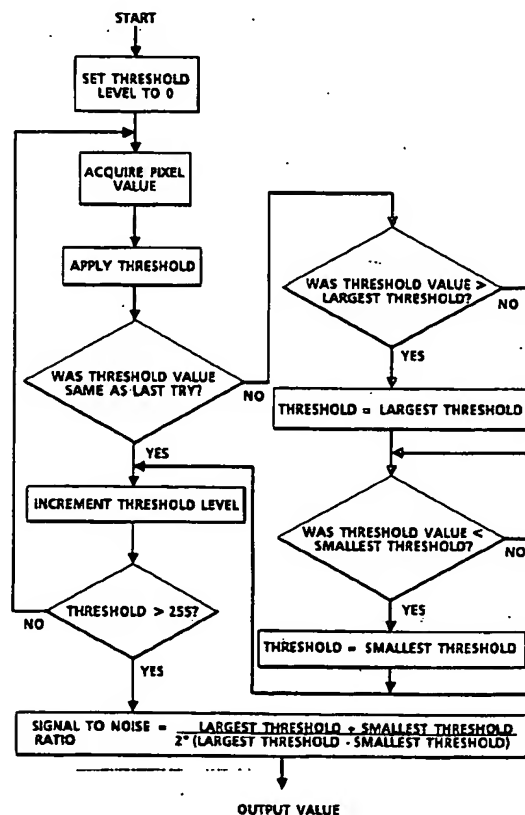 START
SET THRESHOLD
LEVEL TO 0
ACQUIRE PIXEL
VALUE
APPLY THRESHOLD
WAS THRESHOLD VALUE
SAME AS LAST TRY?
NO
YES
INCREMENT THRESHOLD LEVEL
THRESHOLD > 255?
NO
YES
WAS THRESHOLD VALUE >
LARGEST THRESHOLD?
NO
YES
THRESHOLD = LARGEST THRESHOLD
WAS THRESHOLD VALUE <
SMALLEST THRESHOLD?
NO
YES
THRESHOLD = SMALLEST THRESHOLD
SIGNAL TO NOISE = LARGEST THRESHOLD + SMALLEST THRESHOLD
RATIO 2*(LARGEST THRESHOLD - SMALLEST THRESHOLD)
OUTPUT VALUE